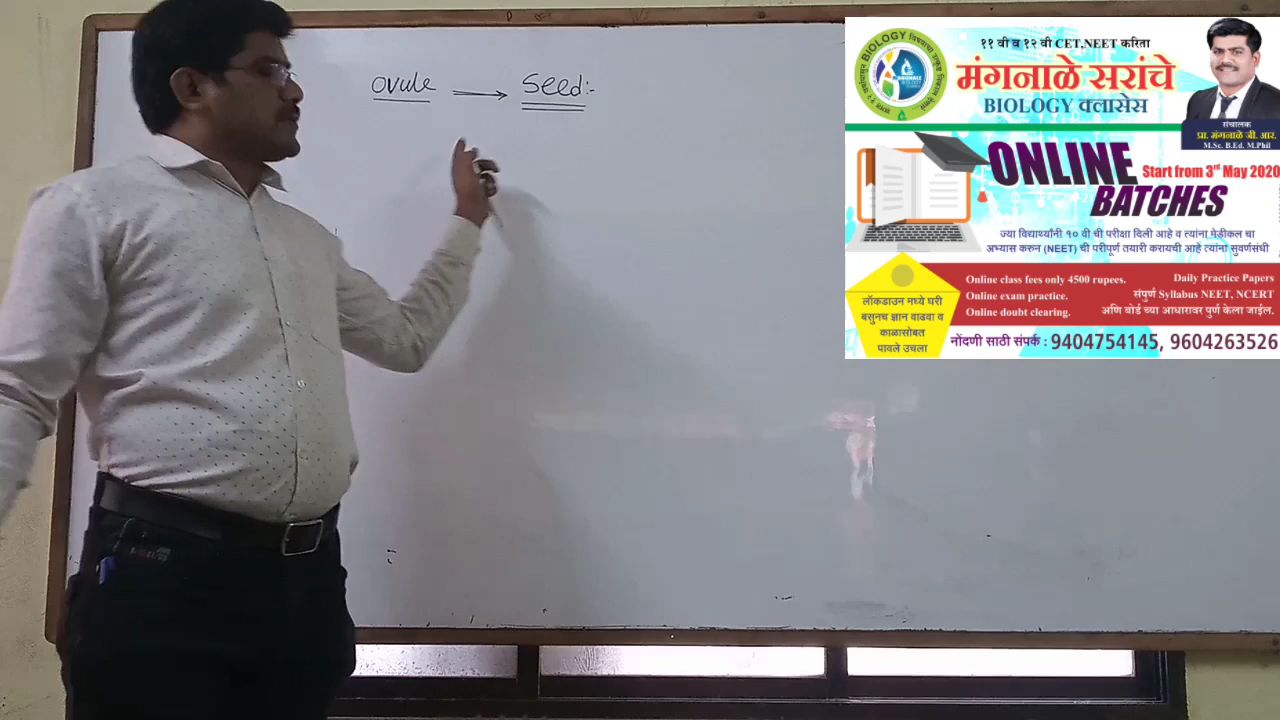 ovule → Seed:-
११ वी व १२ वी CET,NEET करिता
मंगनाळे सरांचे
BIOLOGY क्लासेस
संचालक
प्रा. मंगनाळे जी. आर.
M.Sc. B.Ed. M.Phil
ONLINE
BATCHES
Start from 3rd May 2020
ज्या विद्यार्थ्यांनी १० वी ची परीक्षा दिली आहे व त्यांना मेडीकल चा
अभ्यास करुन (NEET) ची परीपूर्ण तयारी करायची आहे त्यांना सुवर्णसंधी
Online class fees only 4500 rupees.
Online exam practice.
Online doubt clearing.
Daily Practice Papers
संपुर्ण Syllabus NEET, NCERT
आणि बोर्ड च्या आधारावर पुर्ण केला जाईल.
लॉकडाउन मध्ये घरी
बसुनच ज्ञान वाढवा व
काळासोबत
पावले उचला
नोंदणी साठी संपर्क : 9404754145, 9604263526